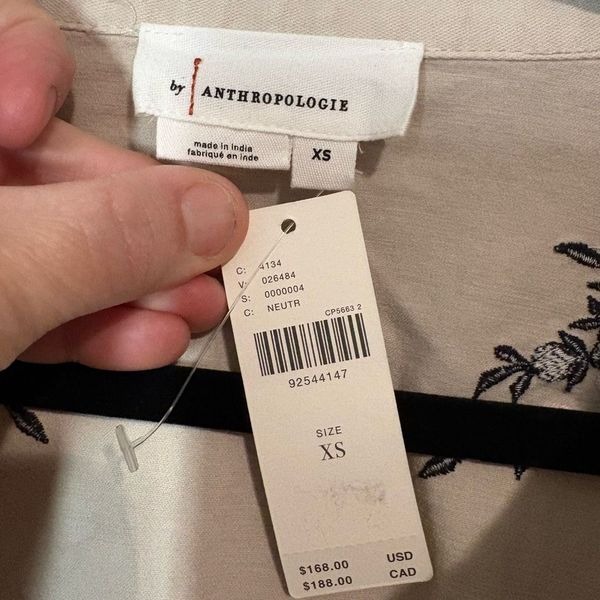 by ANTHROPOLOGIE
made in India
fabriqué en Inde
XS
C: 4134
V: 026484
S: 0000004
C: NEUTR
CP5663 2
92544147
SIZE
XS
$168.00 USD
$188.00 CAD